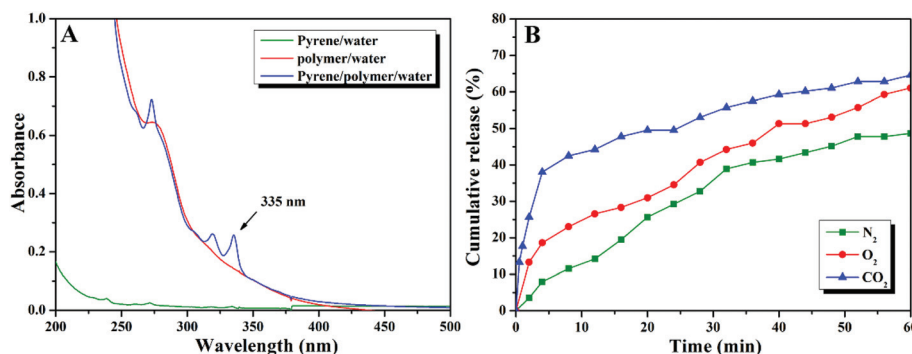 A
Pyrene/water
polymer/water
Pyrene/polymer/water
335 nm
1.0
0.8
0.6
0.4
0.2
0.0
Absorbance
200 250 300 350 400 450 500
Wavelength (nm)
B
80
70
60
50
40
30
20
10
0
Cumulative release (%)
N₂
O₂
CO₂
0 10 20 30 40 50 60
Time (min)